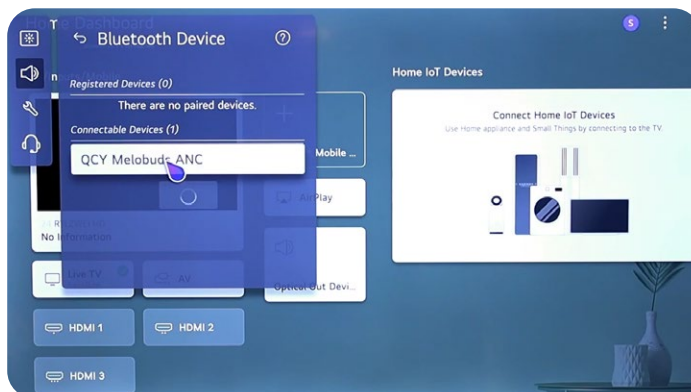 Home Dashboard
Bluetooth Device
?
S
Registered Devices (0)
There are no paired devices.
Connectable Devices (1)
QCY Melobuds ANC
Mobile ...
AirPlay
No Information
Live TV
AV
Optical Out Devi...
HDMI 1
HDMI 2
HDMI 3
Home IoT Devices
Connect Home IoT Devices
Use Home appliance and Small Things by connecting to the TV.